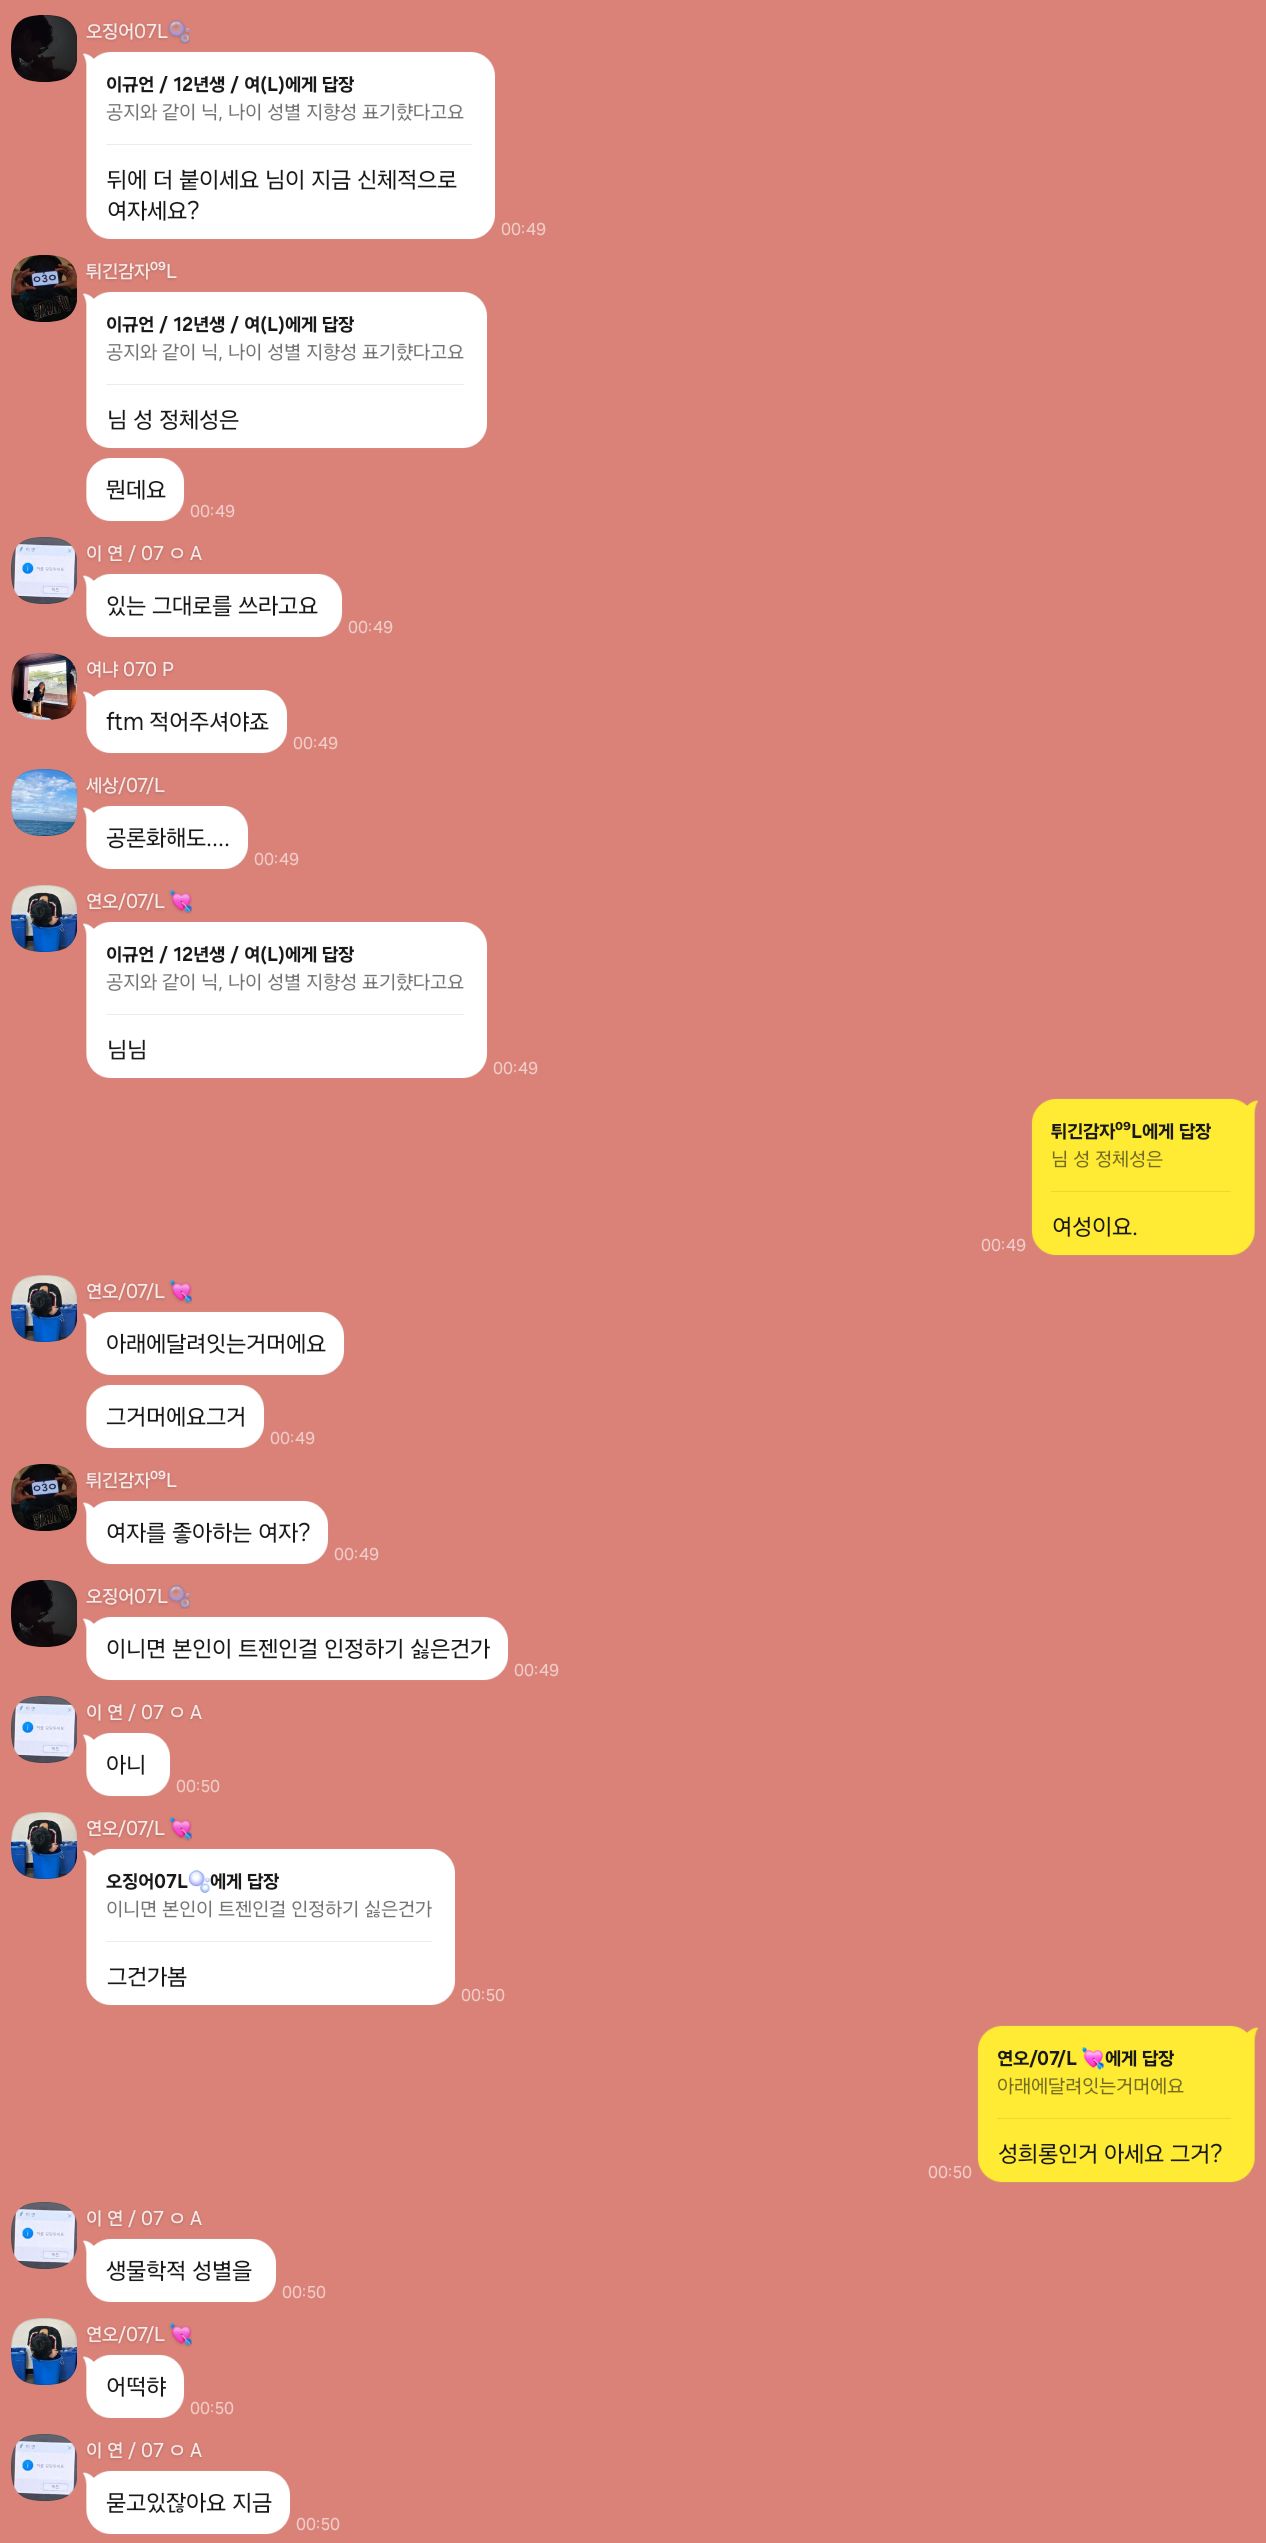 오징어07L🫧
이규언 / 12년생 / 여(L)에게 답장
공지와 같이 닉, 나이 성별 지향성 표기햤다고요
뒤에 더 붙이세요 님이 지금 신체적으로
여자세요?
00:49
튀긴감자⁰⁹L
이규언 / 12년생 / 여(L)에게 답장
공지와 같이 닉, 나이 성별 지향성 표기햤다고요
님 성 정체성은
뭔데요
00:49
이 연 / 07 ㅇ A
있는 그대로를 쓰라고요
00:49
여냐 070 P
ftm 적어주셔야죠
00:49
세상/07/L
공론화해도....
00:49
연오/07/L 💘
이규언 / 12년생 / 여(L)에게 답장
공지와 같이 닉, 나이 성별 지향성 표기햤다고요
님님
00:49
튀긴감자⁰⁹L에게 답장
님 성 정체성은
여성이요.
00:49
연오/07/L 💘
아래에달려잇는거머에요
그거머에요그거
00:49
튀긴감자⁰⁹L
여자를 좋아하는 여자?
00:49
오징어07L🫧
이니면 본인이 트젠인걸 인정하기 싫은건가
00:49
이 연 / 07 ㅇ A
아니
00:50
연오/07/L 💘
오징어07L🫧에게 답장
이니면 본인이 트젠인걸 인정하기 싫은건가
그건가봄
00:50
연오/07/L 💘에게 답장
아래에달려잇는거머에요
성희롱인거 아세요 그거?
00:50
이 연 / 07 ㅇ A
생물학적 성별을
00:50
연오/07/L 💘
어떡햐
00:50
이 연 / 07 ㅇ A
묻고있잖아요 지금
00:50